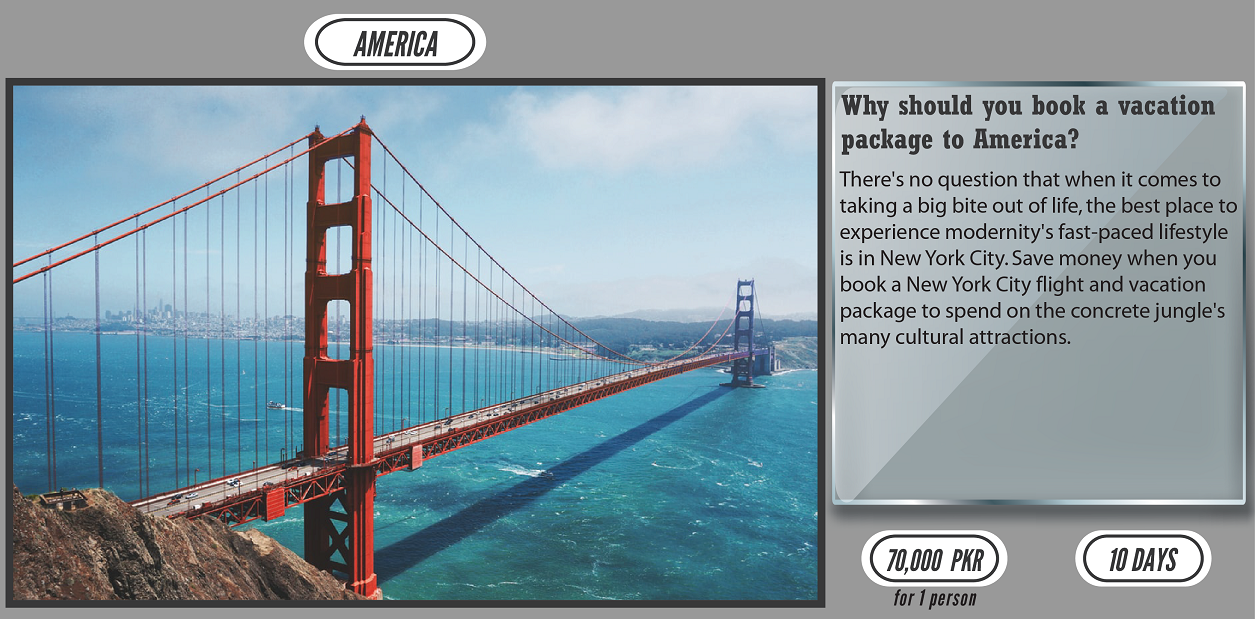 AMERICA
Why should you book a vacation
package to America?
There's no question that when it comes to
taking a big bite out of life, the best place to
experience modernity's fast-paced lifestyle
is in New York City. Save money when you
book a New York City flight and vacation
package to spend on the concrete jungle's
many cultural attractions.
70,000 PKR
for 1 person
10 DAYS